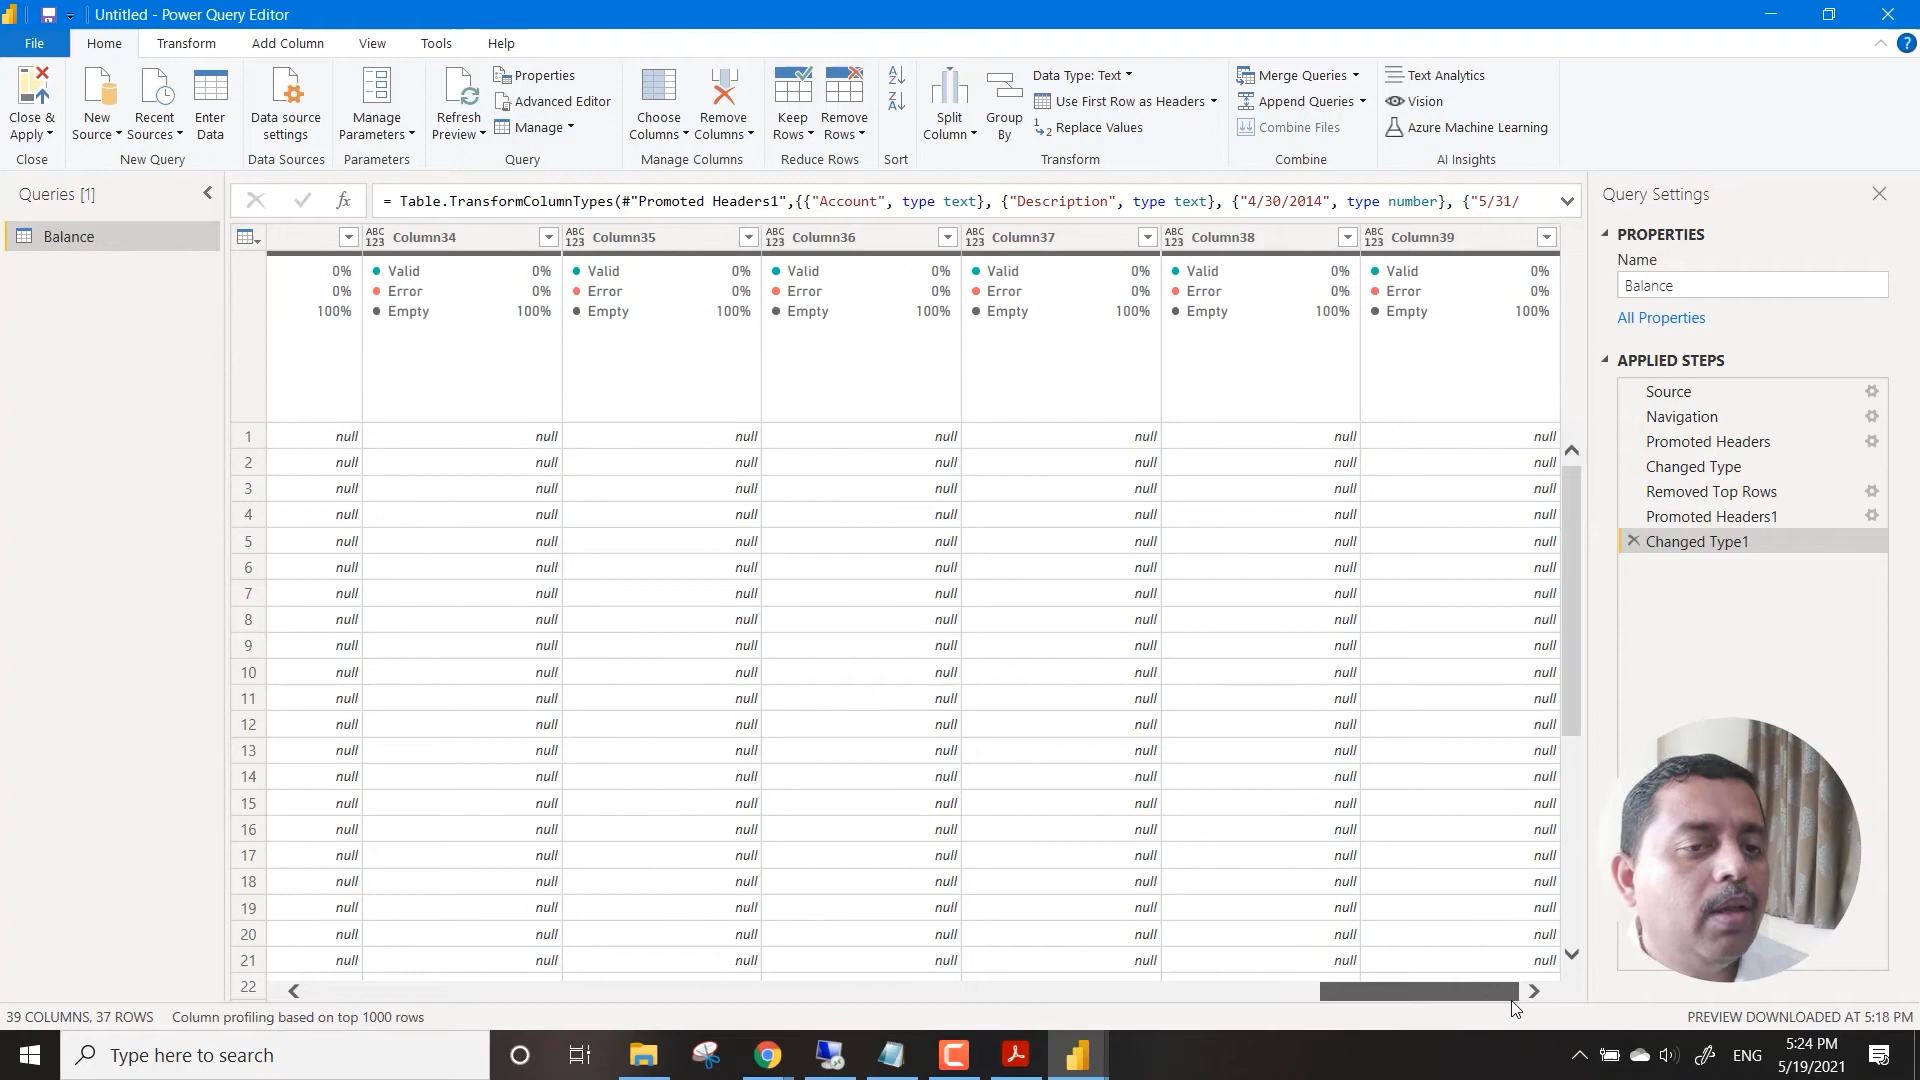 Untitled - Power Query Editor
File Home Transform Add Column View Tools Help
Close & Apply
Close
New Source
Recent Sources
Enter Data
New Query
Data source settings
Data Sources
Manage Parameters
Parameters
Refresh Preview
Properties
Advanced Editor
Manage
Query
Choose Columns
Remove Columns
Manage Columns
Keep Rows
Remove Rows
Reduce Rows
Sort
Split Column
Group By
Data Type: Text
Use First Row as Headers
Replace Values
Transform
Merge Queries
Append Queries
Combine Files
Combine
Text Analytics
Vision
Azure Machine Learning
AI Insights
Queries [1]
Balance
fx = Table.TransformColumnTypes(#"Promoted Headers1",{{"Account", type text}, {"Description", type text}, {"4/30/2014", type number}, {"5/31/
ABC 123 Column34 ABC 123 Column35 ABC 123 Column36 ABC 123 Column37 ABC 123 Column38 ABC 123 Column39
0% Valid 0% Valid 0% Valid 0% Valid 0% Valid 0% Valid 0%
0% Error 0% Error 0% Error 0% Error 0% Error 0% Error 0%
100% Empty 100% Empty 100% Empty 100% Empty 100% Empty 100% Empty 100%
1 null null null null null null null
2 null null null null null null null
3 null null null null null null null
4 null null null null null null null
5 null null null null null null null
6 null null null null null null null
7 null null null null null null null
8 null null null null null null null
9 null null null null null null null
10 null null null null null null null
11 null null null null null null null
12 null null null null null null null
13 null null null null null null null
14 null null null null null null null
15 null null null null null null null
16 null null null null null null null
17 null null null null null null null
18 null null null null null null null
19 null null null null null null null
20 null null null null null null null
21 null null null null null null null
22
Query Settings
PROPERTIES
Name
Balance
All Properties
APPLIED STEPS
Source
Navigation
Promoted Headers
Changed Type
Removed Top Rows
Promoted Headers1
Changed Type1
39 COLUMNS, 37 ROWS Column profiling based on top 1000 rows
PREVIEW DOWNLOADED AT 5:18 PM
Type here to search
ENG
5:24 PM
5/19/2021